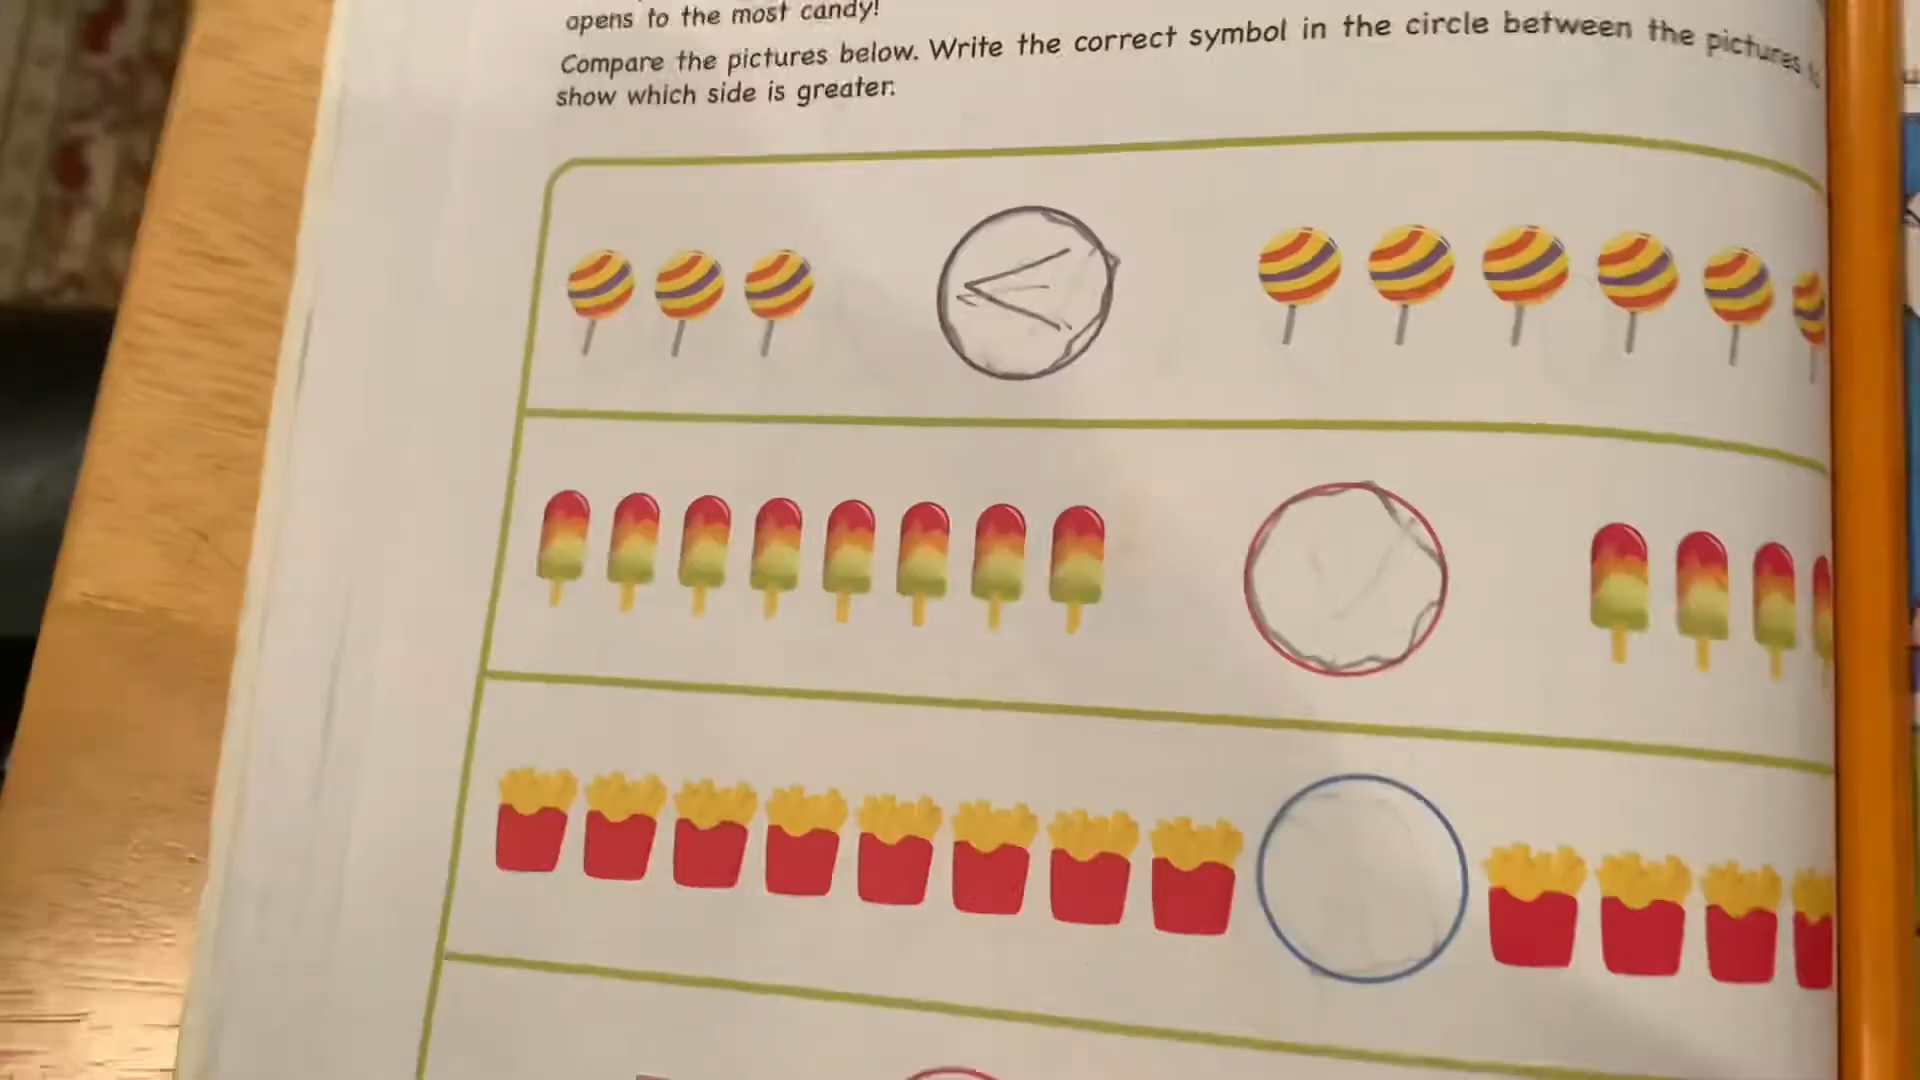 opens to the most candy!
Compare the pictures below. Write the correct symbol in the circle between the pictures
show which side is greater.
<